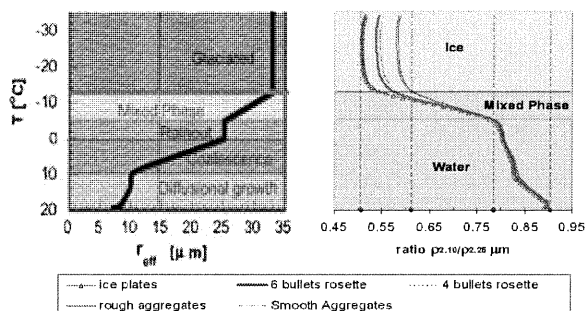 -30
-20
-10
0
10
20
T [°C]
Glaciated
Mixed Phase
Rainout
Coalescence
Diffusional growth
0 5 10 15 20 25 30 35
r eff [µm]
Ice
Mixed Phase
Water
0.45 0.55 0.65 0.75 0.85 0.95
ratio ρ2.10/ρ2.25 µm
ice plates 6 bullets rosette 4 bullets rosette
rough aggregates Smooth Aggregates